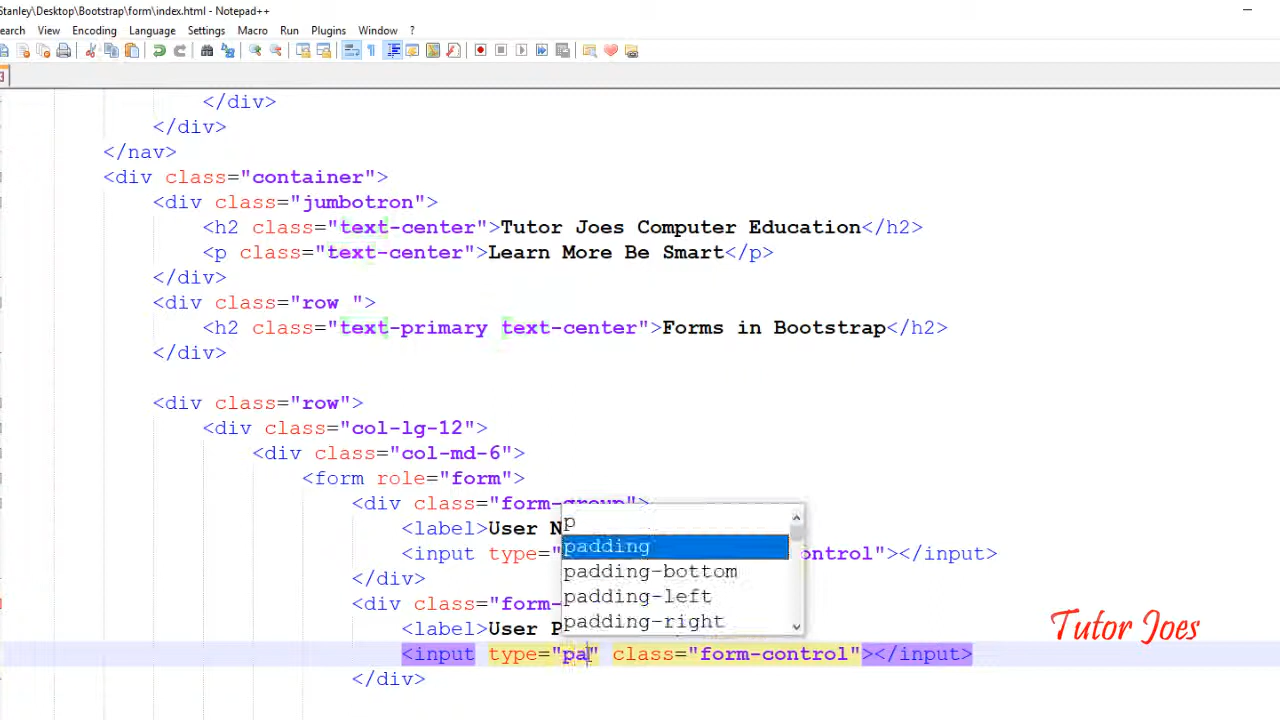 Stanley\Desktop\Bootstrap\form\index.html - Notepad++
earch View Encoding Language Settings Macro Run Plugins Window ?
</div>
</div>
</nav>
<div class="container">
<div class="jumbotron">
<h2 class="text-center">Tutor Joes Computer Education</h2>
<p class="text-center">Learn More Be Smart</p>
</div>
<div class="row ">
<h2 class="text-primary text-center">Forms in Bootstrap</h2>
</div>
<div class="row">
<div class="col-lg-12">
<div class="col-md-6">
<form role="form">
<div class="form-group">
<label>User N
p
<input type=" ontrol"></input>
padding
</div>
padding-bottom
<div class="form-
padding-left
<label>User P
padding-right
<input type="pa" class="form-control"></input>
</div>
Tutor Joes